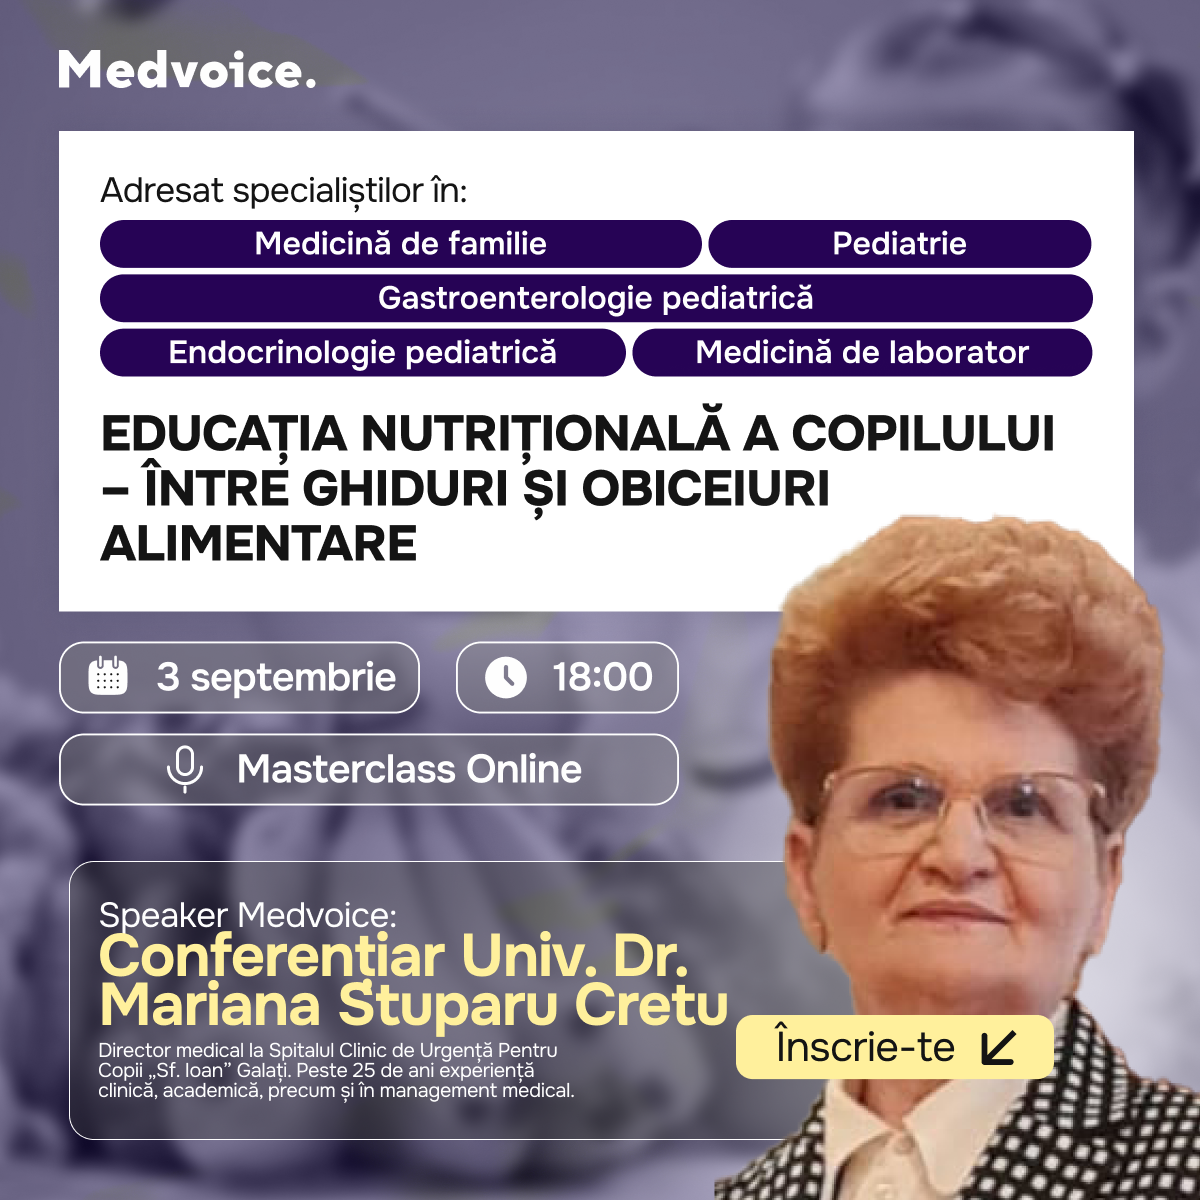 Medvoice.
Adresat specialiștilor în:
Medicină de familie Pediatrie
Gastroenterologie pediatrică
Endocrinologie pediatrică Medicină de laborator
EDUCAȚIA NUTRIȚIONALĂ A COPILULUI
– ÎNTRE GHIDURI ȘI OBICEIURI
ALIMENTARE
3 septembrie 18:00
Masterclass Online
Speaker Medvoice:
Conferențiar Univ. Dr.
Mariana Stuparu Cretu
Director medical la Spitalul Clinic de Urgență Pentru
Copii „Sf. Ioan” Galați. Peste 25 de ani experiență
clinică, academică, precum și în management medical.
Înscrie-te